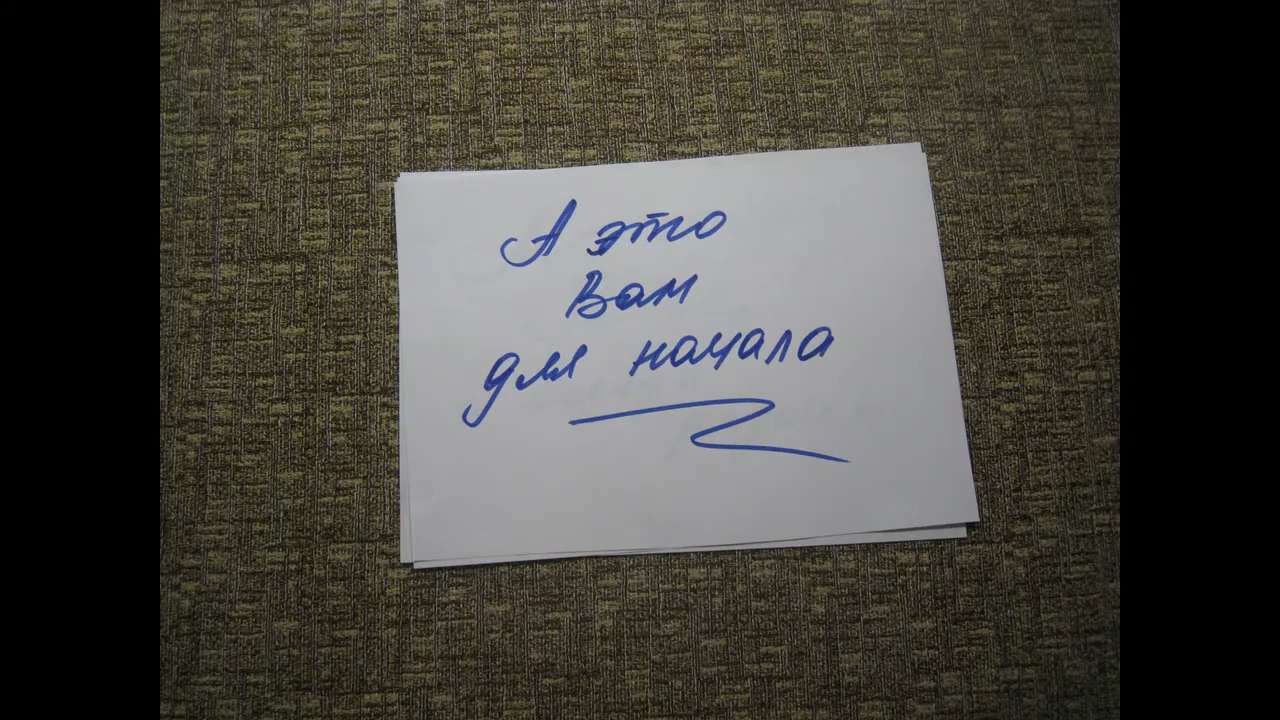 А это
Вам
для начала